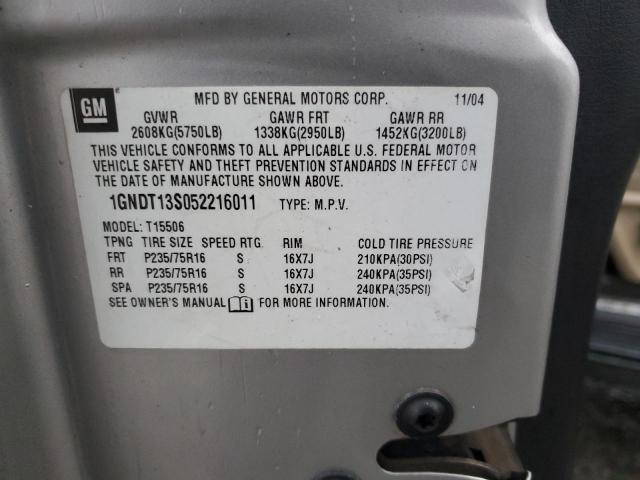 GM
MFD BY GENERAL MOTORS CORP. 11/04
GVWR GAWR FRT GAWR RR
2608KG(5750LB) 1338KG(2950LB) 1452KG(3200LB)
THIS VEHICLE CONFORMS TO ALL APPLICABLE U.S. FEDERAL MOTOR
VEHICLE SAFETY AND THEFT PREVENTION STANDARDS IN EFFECT ON
THE DATE OF MANUFACTURE SHOWN ABOVE.
1GNDT13S052216011 TYPE: M.P.V.
MODEL: T15506
TPNG TIRE SIZE SPEED RTG RIM COLD TIRE PRESSURE
FRT P235/75R16 S 16X7J 210KPA(30PSI)
RR P235/75R16 S 16X7J 240KPA(35PSI)
SPA P235/75R16 S 16X7J 240KPA(35PSI)
SEE OWNER'S MANUAL FOR MORE INFORMATION.